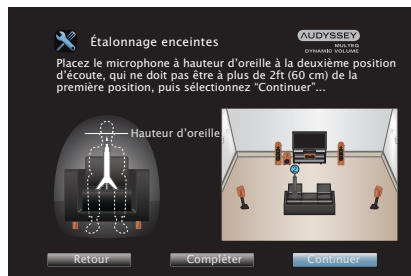 Étalonnage enceintes
AUDYSSEY
MULTEQ
DYNAMIC VOLUME
Placez le microphone à hauteur d'oreille à la deuxième position
d'écoute, qui ne doit pas être à plus de 2ft (60 cm) de la
première position, puis sélectionnez “Continuer”...
Hauteur d'oreille
2
Retour
Compléter
Continuer